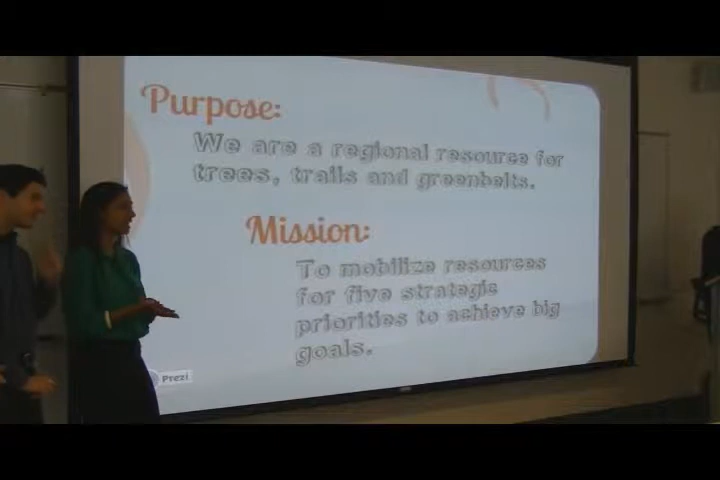 Purpose:
We are a regional resource for
trees, trails and greenbelts.
Mission:
To mobilize resources
for five strategic
priorities to achieve big
goals.
Prezi